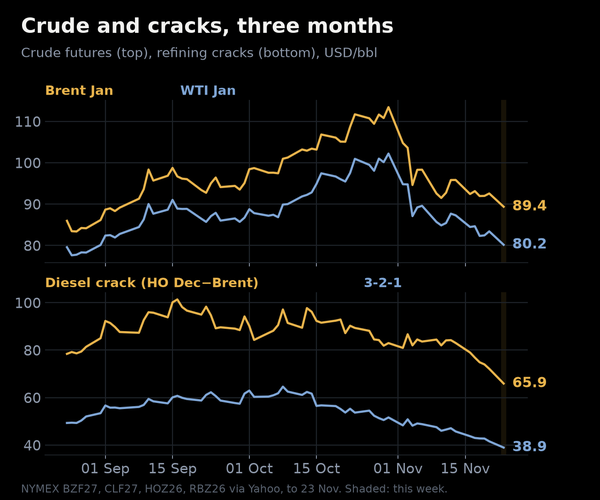 Crude and cracks, three months
Crude futures (top), refining cracks (bottom), USD/bbl
Brent Jan WTI Jan
110
100
90
80
89.4
80.2
Diesel crack (HO Dec−Brent) 3-2-1
100
80
60
40
65.9
38.9
01 Sep 15 Sep 01 Oct 15 Oct 01 Nov 15 Nov
NYMEX BZF27, CLF27, HOZ26, RBZ26 via Yahoo, to 23 Nov. Shaded: this week.